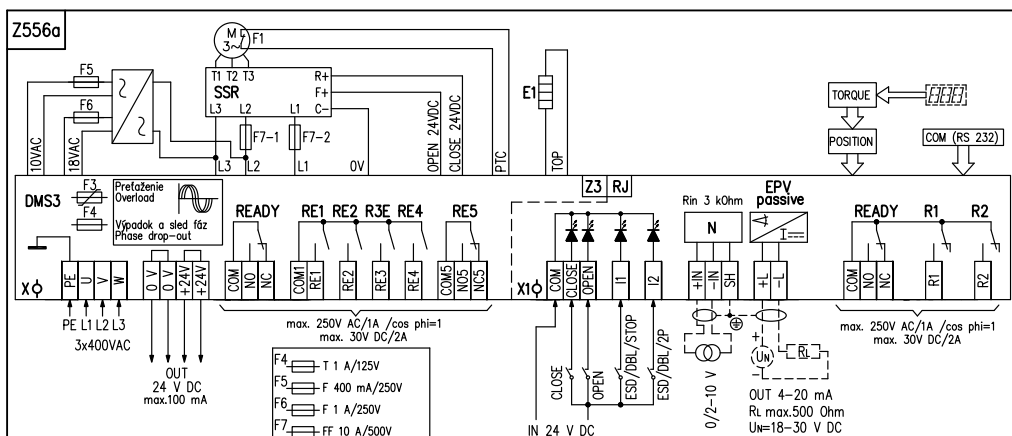 Z556a
M
3~
F1
F5
F6
T1 T2 T3
SSR
L3 L2 L1
R+
F+
C-
F7-1
F7-2
E1
TORQUE
POSITION
COM (RS 232)
10VAC
18VAC
L3 L2 L1
0V
OPEN 24VDC
CLOSE 24VDC
PTC
TOP
DMS3
F3
F4
Preťaženie
Overload
Výpadok a sled fáz
Phase drop-out
READY
RE1 RE2 R3E RE4
RE5
Z3 RJ
Rin 3 kOhm
N
EPV
passive
I
READY
R1
R2
X
PE
U
V
W
0 V
0 V
+24V
+24V
COM
NO
NC
COM1
RE1
RE2
RE3
RE4
COM5
NO5
NC5
X1
COM
CLOSE
OPEN
I1
I2
+IN
-IN
SH
+L
-L
COM
NO
NC
R1
R2
PE L1 L2 L3
3x400VAC
OUT
24 V DC
max.100 mA
max. 250V AC/1A /cos phi=1
max. 30V DC/2A
F4 T 1 A/125V
F5 F 400 mA/250V
F6 F 1 A/250V
F7 FF 10 A/500V
CLOSE
OPEN
ESD/DBL/STOP
ESD/DBL/2P
IN 24 V DC
0/2-10 V
+
UN
-
RL
OUT 4-20 mA
RL max.500 Ohm
UN=18-30 V DC
max. 250V AC/1A /cos phi=1
max. 30V DC/2A